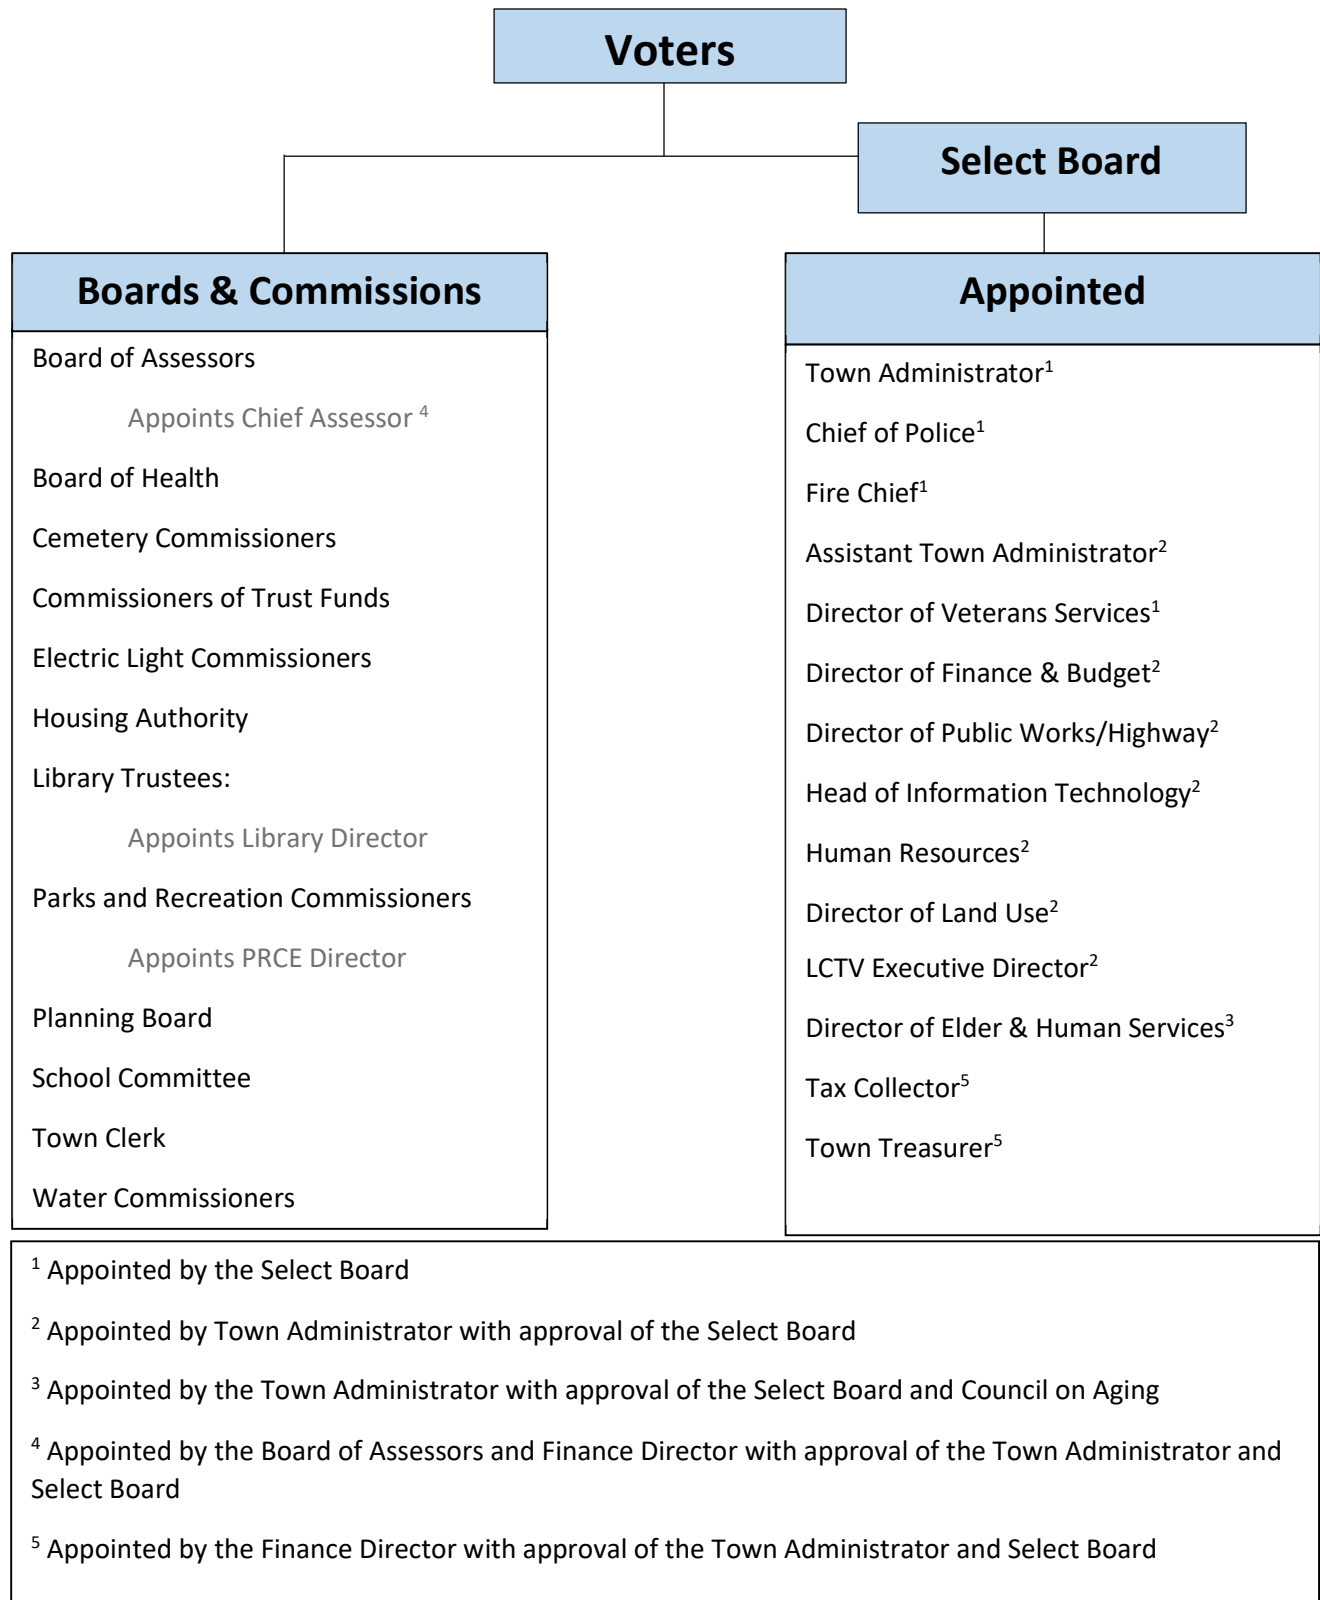 Voters
Select Board
Boards & Commissions
Board of Assessors
Appoints Chief Assessor ⁴
Board of Health
Cemetery Commissioners
Commissioners of Trust Funds
Electric Light Commissioners
Housing Authority
Library Trustees:
Appoints Library Director
Parks and Recreation Commissioners
Appoints PRCE Director
Planning Board
School Committee
Town Clerk
Water Commissioners
Appointed
Town Administrator¹
Chief of Police¹
Fire Chief¹
Assistant Town Administrator²
Director of Veterans Services¹
Director of Finance & Budget²
Director of Public Works/Highway²
Head of Information Technology²
Human Resources²
Director of Land Use²
LCTV Executive Director²
Director of Elder & Human Services³
Tax Collector⁵
Town Treasurer⁵
¹ Appointed by the Select Board
² Appointed by Town Administrator with approval of the Select Board
³ Appointed by the Town Administrator with approval of the Select Board and Council on Aging
⁴ Appointed by the Board of Assessors and Finance Director with approval of the Town Administrator and
Select Board
⁵ Appointed by the Finance Director with approval of the Town Administrator and Select Board